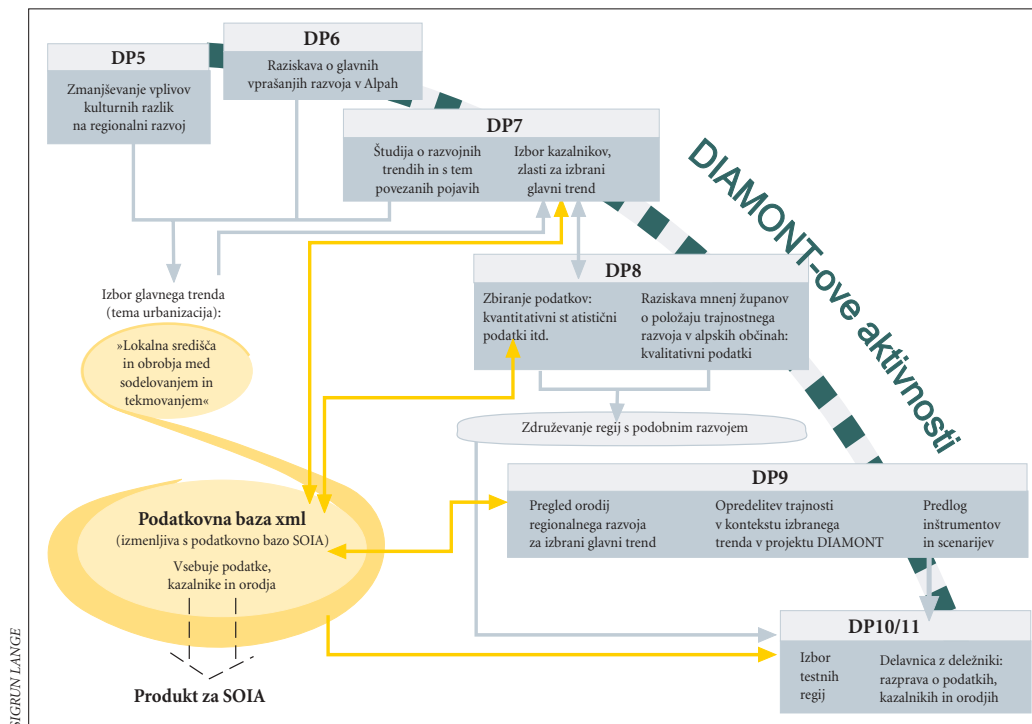 DP5
Zmanjševanje vplivov
kulturnih razlik
na regionalni razvoj
DP6
Raziskava o glavnih
vprašanjih razvoja v Alpah
DP7
Študija o razvojnih
trendih in s tem
povezanih pojavih
Izbor kazalnikov,
zlasti za izbrani
glavni trend
DIAMONT-ove aktivnosti
Izbor glavnega trenda
(tema urbanizacija):
»Lokalna središča
in obrobja med
sodelovanjem in
tekmovanjem«
DP8
Zbiranje podatkov:
kvantitativni st atistični
podatki itd.
Raziskava mnenj županov
o položaju trajnostnega
razvoja v alpskih občinah:
kvalitativni podatki
Združevanje regij s podobnim razvojem
DP9
Pregled orodij
regionalnega razvoja
za izbrani glavni trend
Opredelitev trajnosti
v kontekstu izbranega
trenda v projektu DIAMONT
Predlog
inštrumentov
in scenarijev
Podatkovna baza xml
(izmenljiva s podatkovno bazo SOIA)
Vsebuje podatke,
kazalnike in orodja
Produkt za SOIA
DP10/11
Izbor
testnih
regij
Delavnica z deležniki:
razprava o podatkih,
kazalnikih in orodjih
SIGRUN LANGE